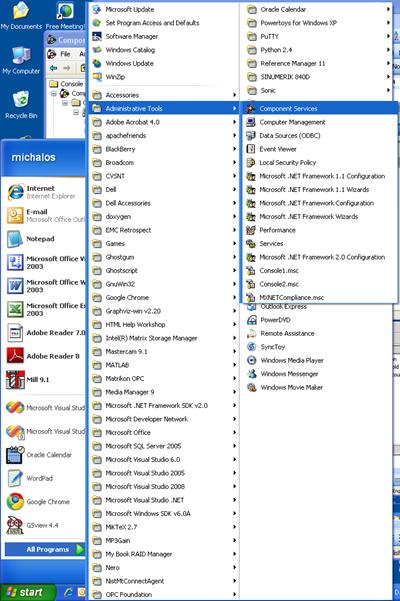 My Documents
Free Meeting!
My Computer
Recycle Bin
Compone
File
Console
michalos
Internet
Internet Explorer
E-mail
Microsoft Office Outl
Notepad
Microsoft Office W
2003
Microsoft Office W
2003
Microsoft Office E
2003
Adobe Reader 7.0
Adobe Reader 8
Mill 9.1
Microsoft Visual Stud
Microsoft Visual Stud
Oracle Calendar
WordPad
Google Chrome
GSview 4.4
All Programs
start
Microsoft Update
Set Program Access and Defaults
Software Manager
Windows Catalog
Windows Update
WinZip
Accessories
Administrative Tools
Adobe Acrobat 4.0
apachefriends
BlackBerry
Broadcom
CVSNT
Dell
Dell Accessories
doxygen
EMC Retrospect
Games
Ghostgum
Ghostscript
GnuWin32
Google Chrome
Graphviz-win v2.20
HTML Help Workshop
Intel(R) Matrix Storage Manager
Mastercam 9.1
MATLAB
Matrikon OPC
Media Manager 9
Microsoft .NET Framework SDK v2.0
Microsoft Developer Network
Microsoft Office
Microsoft SQL Server 2005
Microsoft Visual Studio 6.0
Microsoft Visual Studio 2005
Microsoft Visual Studio 2008
Microsoft Visual Studio .NET
Microsoft Windows SDK v6.0A
MiKTeX 2.7
MP3Gain
My Book RAID Manager
Nero
NistMtConnectAgent
OPC Foundation
Oracle Calendar
Powertoys for Windows XP
PuTTY
Python 2.4
Reference Manager 11
SINUMERIK 840D
Sonic
Component Services
Computer Management
Data Sources (ODBC)
Event Viewer
Local Security Policy
Microsoft .NET Framework 1.1 Configuration
Microsoft .NET Framework 1.1 Wizards
Microsoft .NET Framework Configuration
Microsoft .NET Framework Wizards
Performance
Services
Microsoft .NET Framework 2.0 Configuration
Console1.msc
Console2.msc
MXNETCompliance.msc
Outlook Express
PowerDVD
Remote Assistance
SyncToy
Windows Media Player
Windows Messenger
Windows Movie Maker